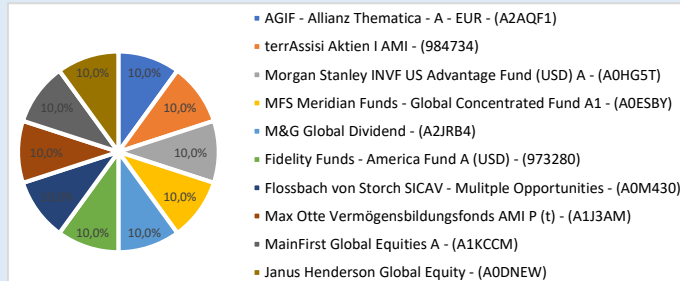 AGIF - Allianz Thematica - A - EUR - (A2AQF1)
terrAssisi Aktien I AMI - (984734)
Morgan Stanley INVF US Advantage Fund (USD) A - (A0HG5T)
MFS Meridian Funds - Global Concentrated Fund A1 - (A0ESBY)
M&G Global Dividend - (A2JRB4)
Fidelity Funds - America Fund A (USD) - (973280)
Flossbach von Storch SICAV - Mulitple Opportunities - (A0M430)
Max Otte Vermögensbildungsfonds AMI P (t) - (A1J3AM)
MainFirst Global Equities A - (A1KCCM)
Janus Henderson Global Equity - (A0DNEW)
10,0%
10,0%
10,0%
10,0%
10,0%
10,0%
10,0%
10,0%
10,0%
10,0%